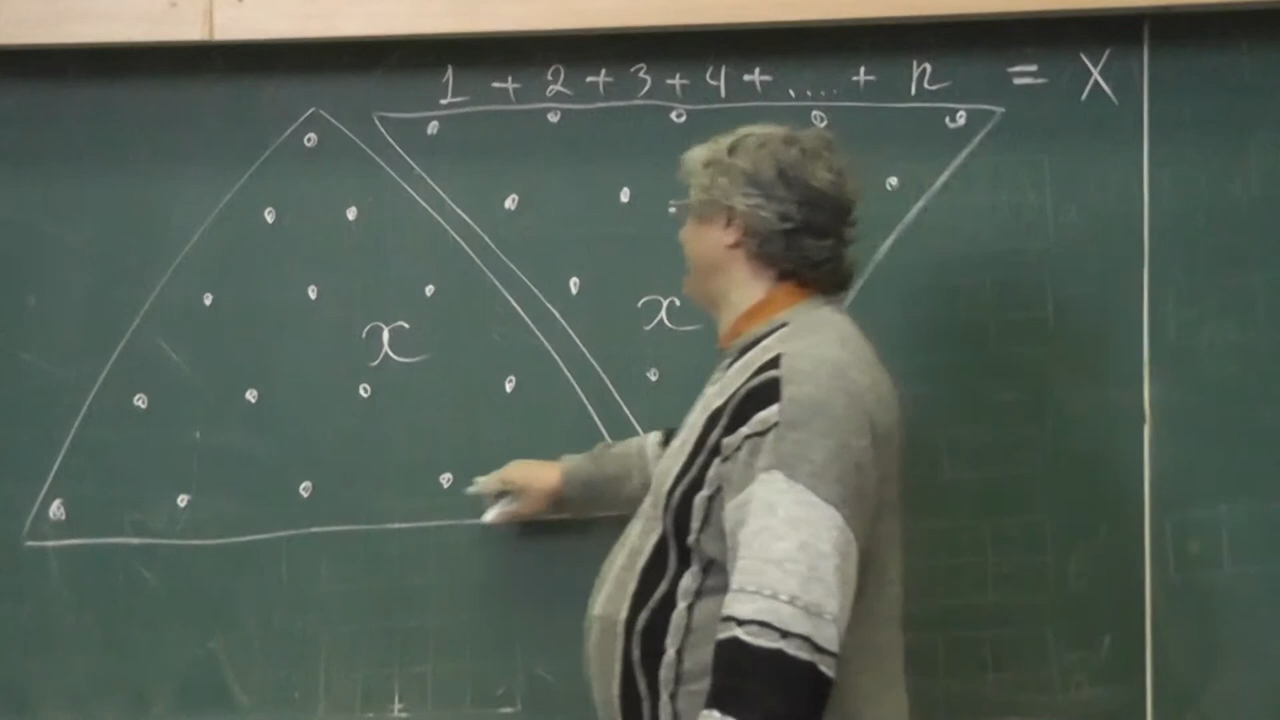 1 + 2 + 3 + 4 + .... + n = X
x x